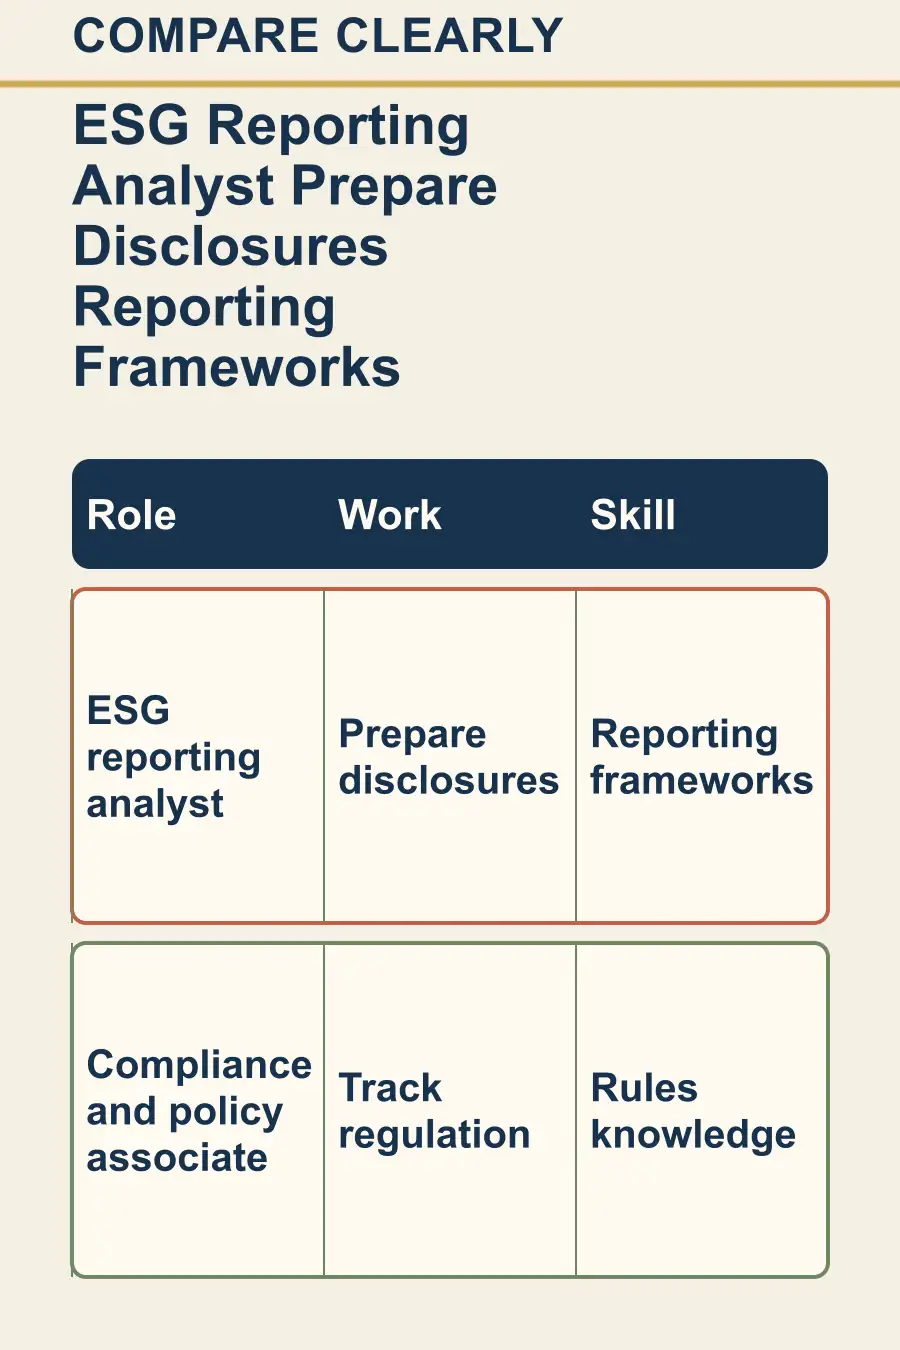 COMPARE CLEARLY
ESG Reporting
Analyst Prepare
Disclosures
Reporting
Frameworks
Role Work Skill
ESG
reporting
analyst
Prepare
disclosures
Reporting
frameworks
Compliance
and policy
associate
Track
regulation
Rules
knowledge